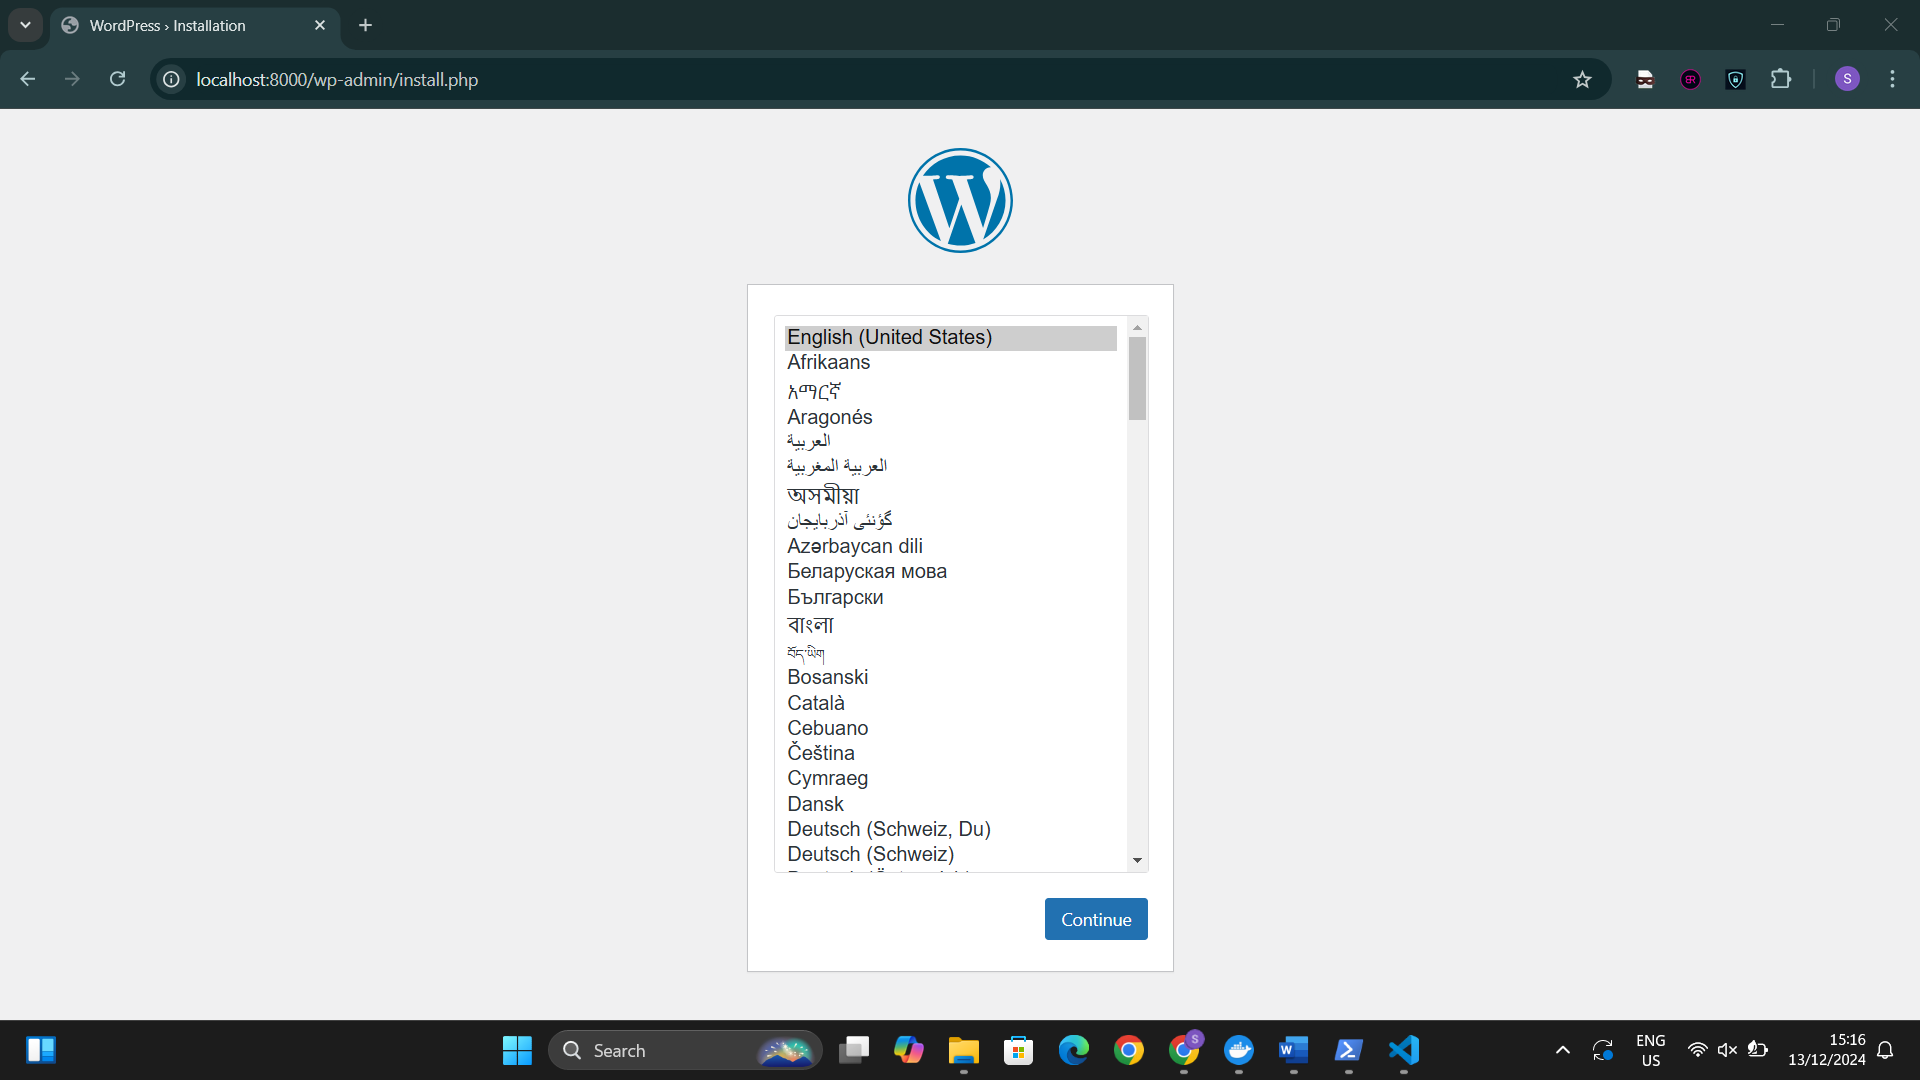 WordPress › Installation
localhost:8000/wp-admin/install.php
S
English (United States)
Afrikaans
አማርኛ
Aragonés
العربية
العربية المغربية
অসমীয়া
گؤنئی آذربایجان
Azərbaycan dili
Беларуская мова
Български
বাংলা
བོད་ཡིག
Bosanski
Català
Cebuano
Čeština
Cymraeg
Dansk
Deutsch (Schweiz, Du)
Deutsch (Schweiz)
Continue
Search
S
ENG
US
15:16
13/12/2024